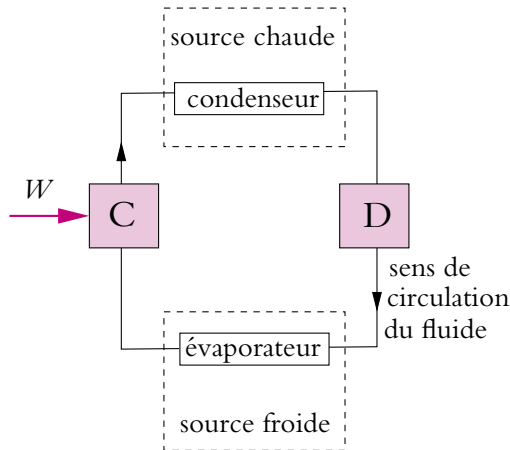 source chaude
condenseur
W
C
D
sens de
circulation
du fluide
évaporateur
source froide